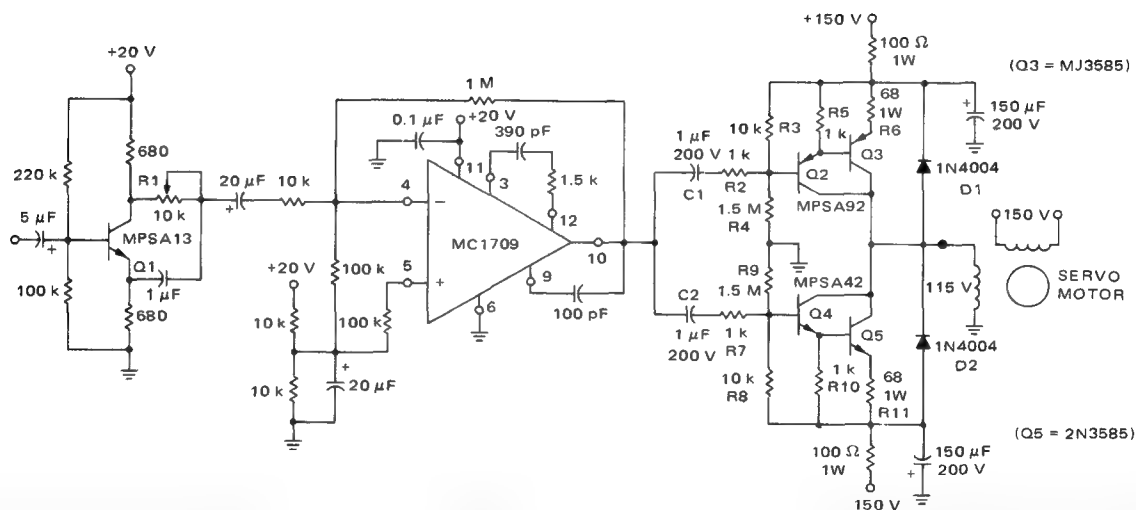 +20 V
680
220 k
R1
10 k
5 µF
+
MPSA13
Q1
1 µF
100 k
680
20 µF
+
10 k
1 M
+20 V
0.1 µF
390 pF
11
3
1.5 k
12
4
−
MC1709
10
5
+
9
6
100 pF
100 k
+20 V
10 k
100 k
10 k
+
20 µF
+150 V
100 Ω
1W
(Q3 = MJ3585)
68
1W
R6
R5
1 k
R3
10 k
+
150 µF
200 V
1 µF
200 V
C1
1 k
R2
Q2
Q3
MPSA92
1N4004
D1
1.5 M
R4
150 V
R9
1.5 M
MPSA42
115 V
SERVO
MOTOR
C2
1 µF
200 V
1 k
R7
Q4
Q5
1N4004
D2
10 k
R8
1 k
R10
68
1W
R11
(Q5 = 2N3585)
100 Ω
1W
+
150 µF
200 V
150 V